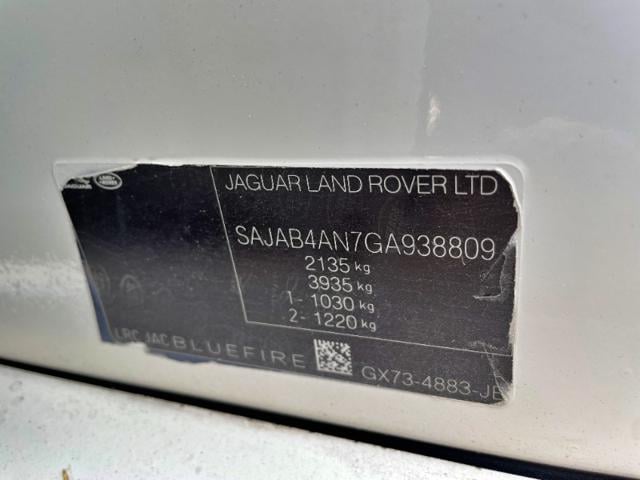 JAGUAR LAND ROVER LTD
SAJAB4AN7GA938809
2135 kg
3935 kg
1- 1030 kg
2- 1220 kg
LRC JAC BLUEFIRE
GX73-4883-JE